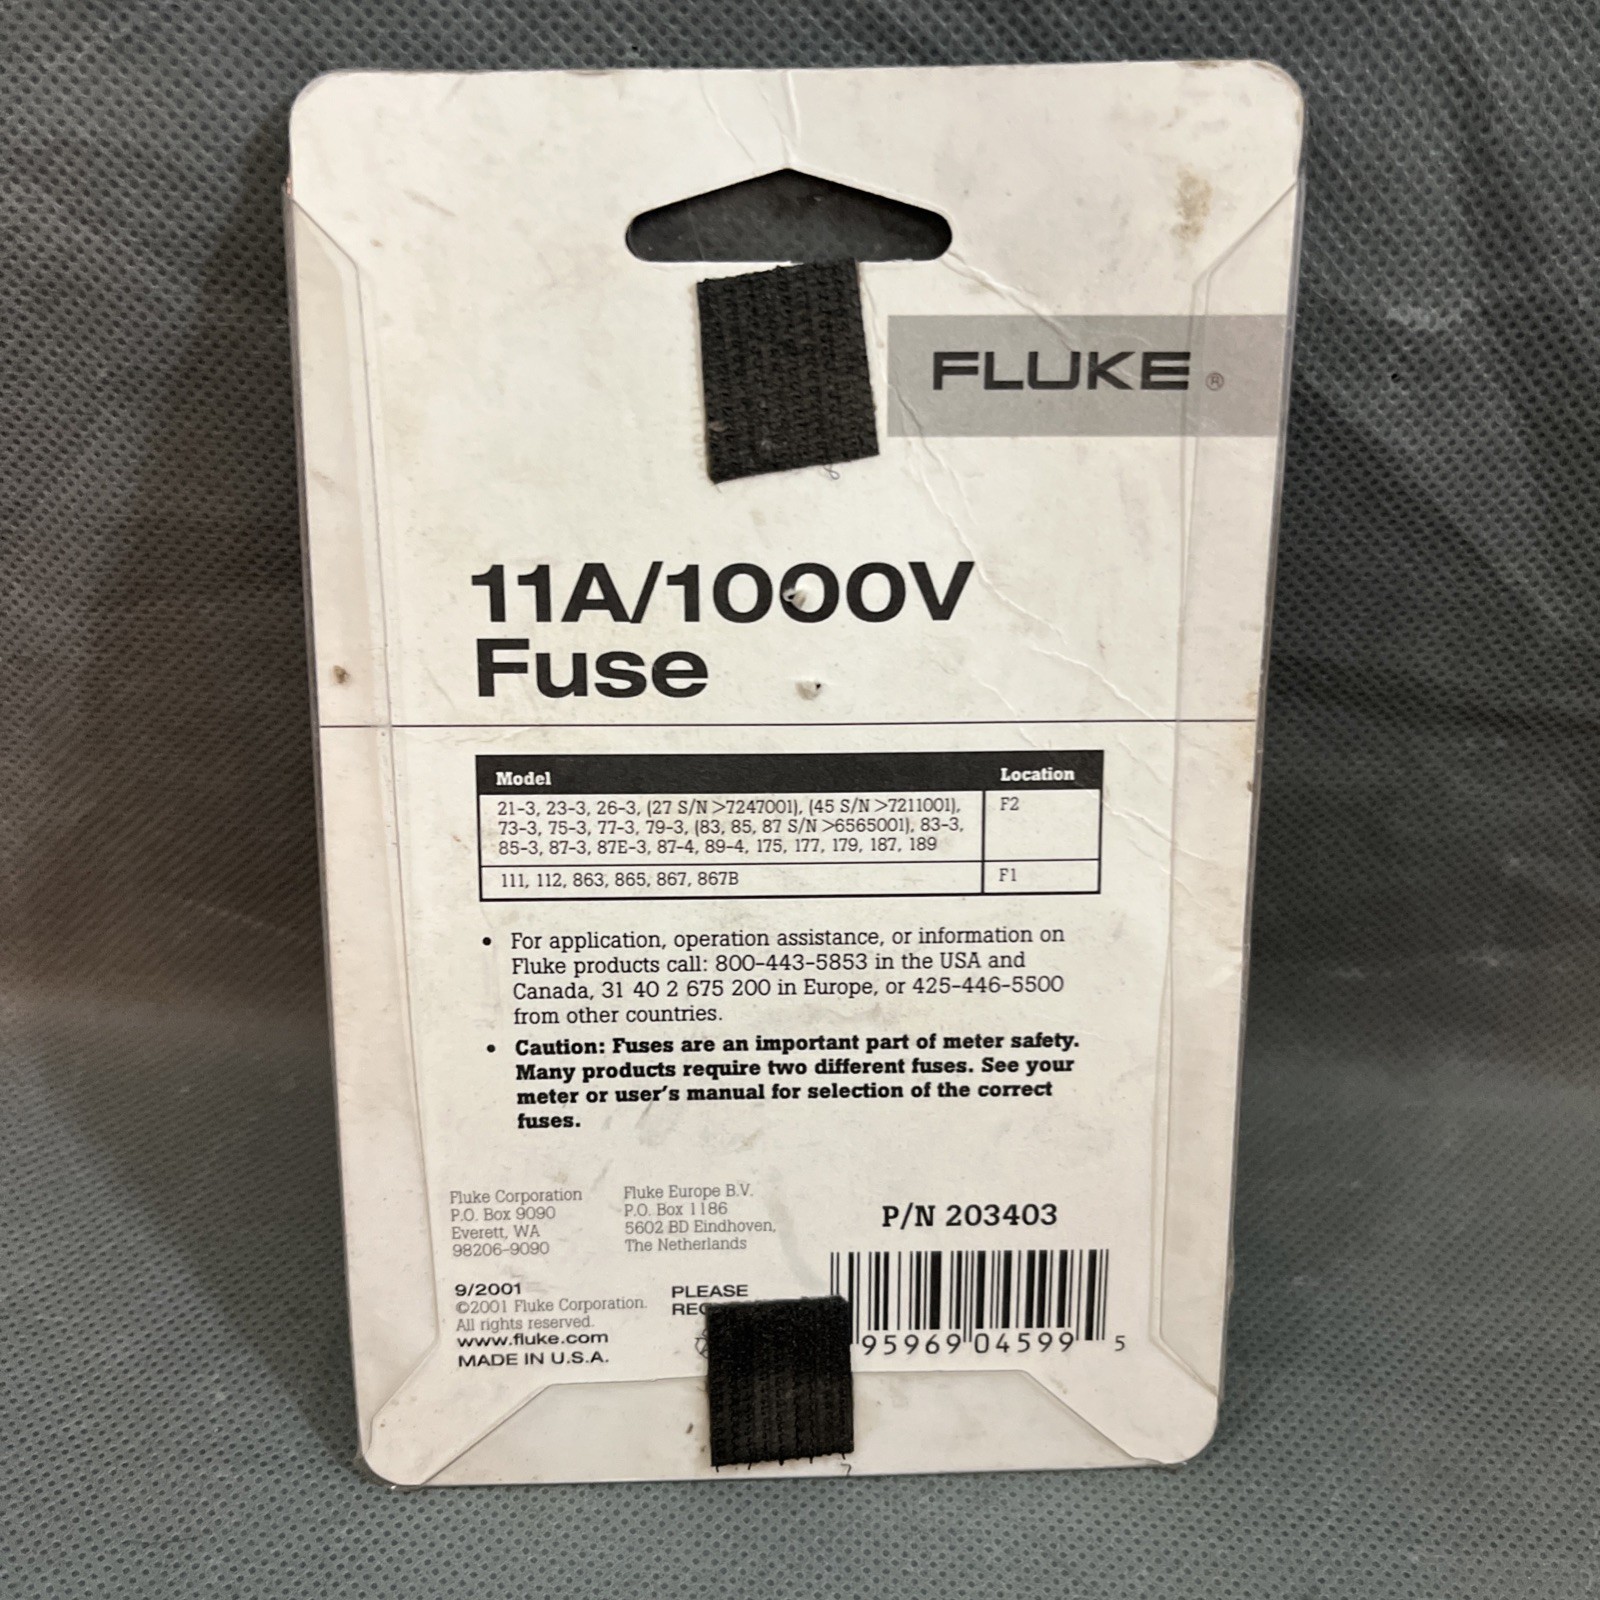 FLUKE®
11A/1000V
Fuse
Model Location
21-3, 23-3, 26-3, (27 S/N >7247001), (45 S/N >7211001), F2
73-3, 75-3, 77-3, 79-3, (83, 85, 87 S/N >6565001), 83-3,
85-3, 87-3, 87E-3, 87-4, 89-4, 175, 177, 179, 187, 189
111, 112, 863, 865, 867, 867B F1
• For application, operation assistance, or information on
Fluke products call: 800-443-5853 in the USA and
Canada, 31 40 2 675 200 in Europe, or 425-446-5500
from other countries.
• Caution: Fuses are an important part of meter safety.
Many products require two different fuses. See your
meter or user's manual for selection of the correct
fuses.
Fluke Corporation
P.O. Box 9090
Everett, WA
98206-9090
Fluke Europe B.V.
P.O. Box 1186
5602 BD Eindhoven,
The Netherlands
9/2001
©2001 Fluke Corporation.
All rights reserved.
www.fluke.com
MADE IN U.S.A.
PLEASE
P/N 203403
95969 04599 5